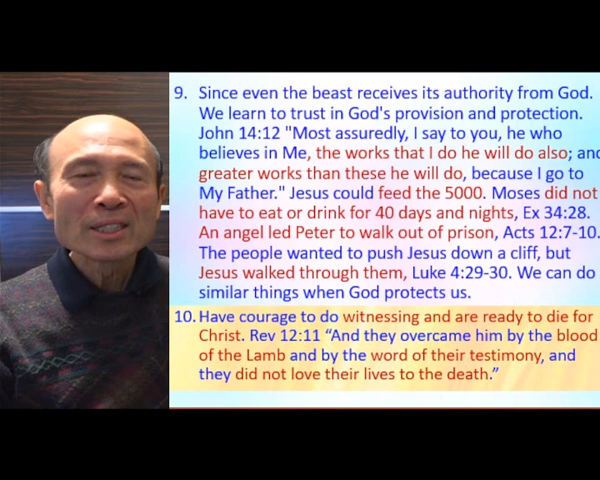 9. Since even the beast receives its authority from God.
We learn to trust in God's provision and protection.
John 14:12 "Most assuredly, I say to you, he who
believes in Me, the works that I do he will do also; and
greater works than these he will do, because I go to
My Father." Jesus could feed the 5000. Moses did not
have to eat or drink for 40 days and nights, Ex 34:28.
An angel led Peter to walk out of prison, Acts 12:7-10.
The people wanted to push Jesus down a cliff, but
Jesus walked through them, Luke 4:29-30. We can do
similar things when God protects us.
10. Have courage to do witnessing and are ready to die for
Christ. Rev 12:11 “And they overcame him by the blood
of the Lamb and by the word of their testimony, and
they did not love their lives to the death.”